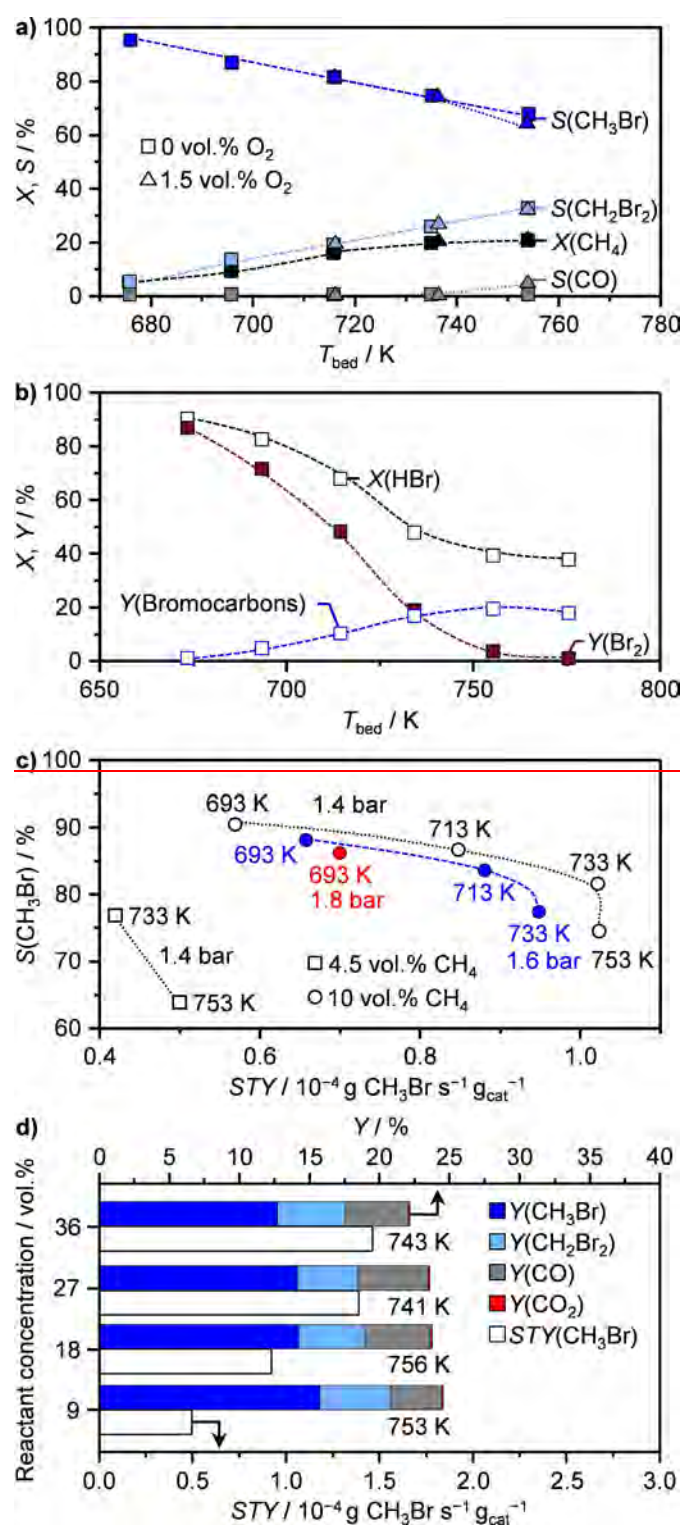 a) 100
80
60
40
20
0
X, S / %
0 vol.% O₂
1.5 vol.% O₂
S(CH₃Br)
S(CH₂Br₂)
X(CH₄)
S(CO)
680 700 720 740 760 780
T_bed / K
b) 100
80
60
40
20
0
X, Y / %
X(HBr)
Y(Bromocarbons)
Y(Br₂)
650 700 750 800
T_bed / K
c) 100
90
80
70
60
S(CH₃Br) / %
693 K 1.4 bar 713 K 733 K
693 K 693 K 713 K 733 K
1.8 bar 1.6 bar 753 K
733 K
1.4 bar
753 K
4.5 vol.% CH₄
10 vol.% CH₄
0.4 0.6 0.8 1.0
STY / 10⁻⁴ g CH₃Br s⁻¹ g_cat⁻¹
d) Y / %
0 5 10 15 20 25 30 35 40
Reactant concentration / vol.%
36
743 K
27
741 K
18
756 K
9
753 K
Y(CH₃Br)
Y(CH₂Br₂)
Y(CO)
Y(CO₂)
STY(CH₃Br)
0.0 0.5 1.0 1.5 2.0 2.5 3.0
STY / 10⁻⁴ g CH₃Br s⁻¹ g_cat⁻¹